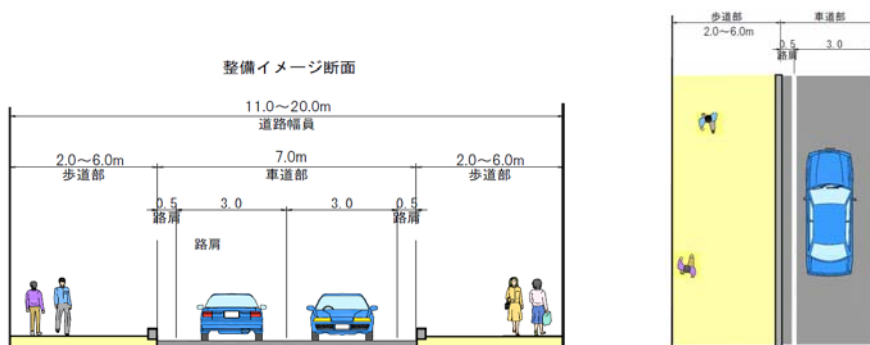 整備イメージ断面
11.0～20.0m
道路幅員
2.0～6.0m 7.0m 2.0～6.0m
歩道部 車道部 歩道部
0.5 3.0 3.0 0.5
路肩 路肩
路肩
歩道部 車道部
2.0～6.0m
0.5 3.0
路肩